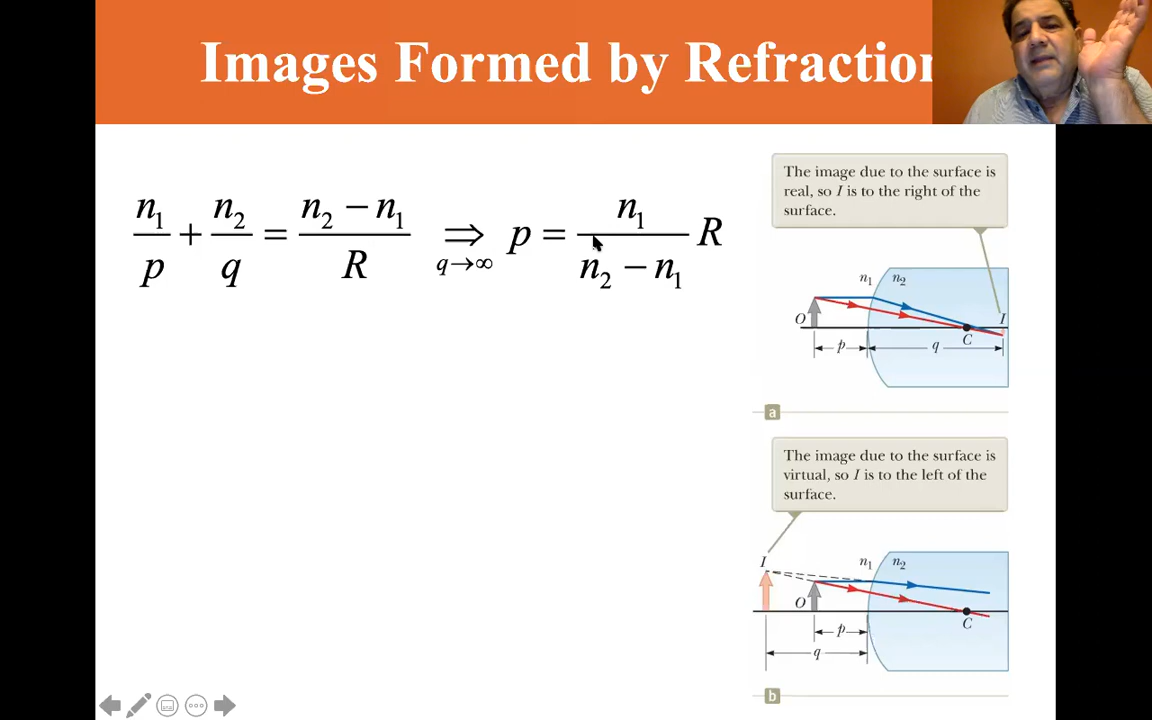 Images Formed by Refraction
n₁/p + n₂/q = (n₂ − n₁)/R ⇒ q→∞ p = n₁/(n₂ − n₁) R
The image due to the surface is
real, so I is to the right of the
surface.
n₁ n₂
O
I
C
p
q
a
The image due to the surface is
virtual, so I is to the left of the
surface.
I
n₁ n₂
O
C
p
q
b